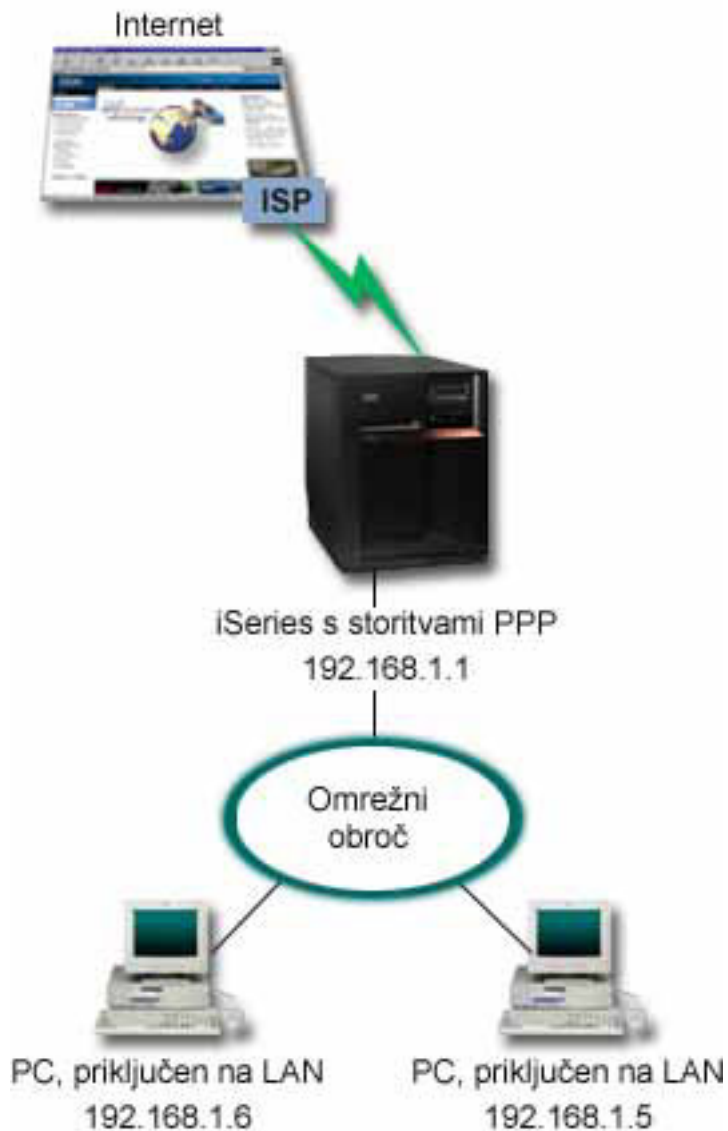 Internet
ISP
iSeries s storitvami PPP
192.168.1.1
Omrežni
obroč
PC, priključen na LAN
192.168.1.6
PC, priključen na LAN
192.168.1.5